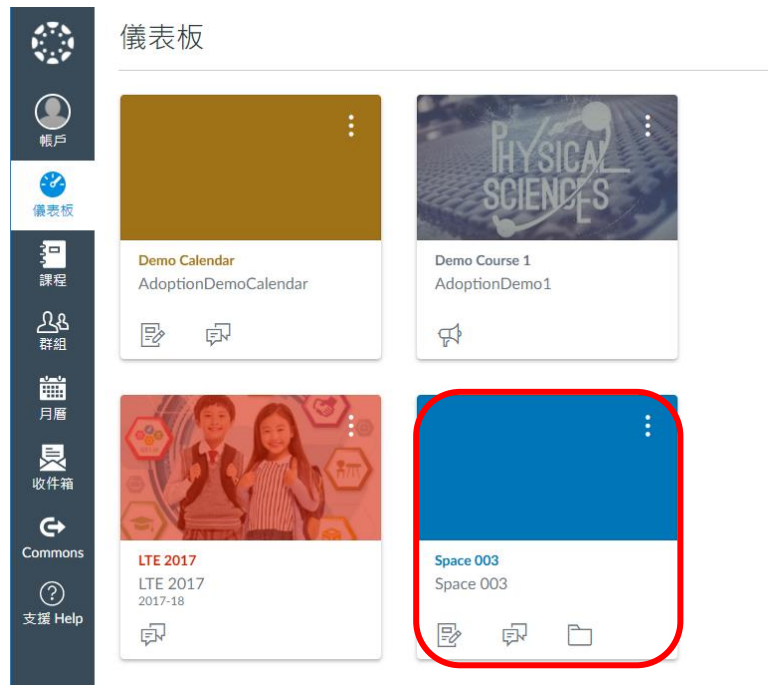 儀表板
帳戶
儀表板
課程
群組
月曆
收件箱
Commons
支援 Help
PHYSICAL
SCIENCES
Demo Calendar
AdoptionDemoCalendar
Demo Course 1
AdoptionDemo1
LTE 2017
LTE 2017
2017-18
Space 003
Space 003